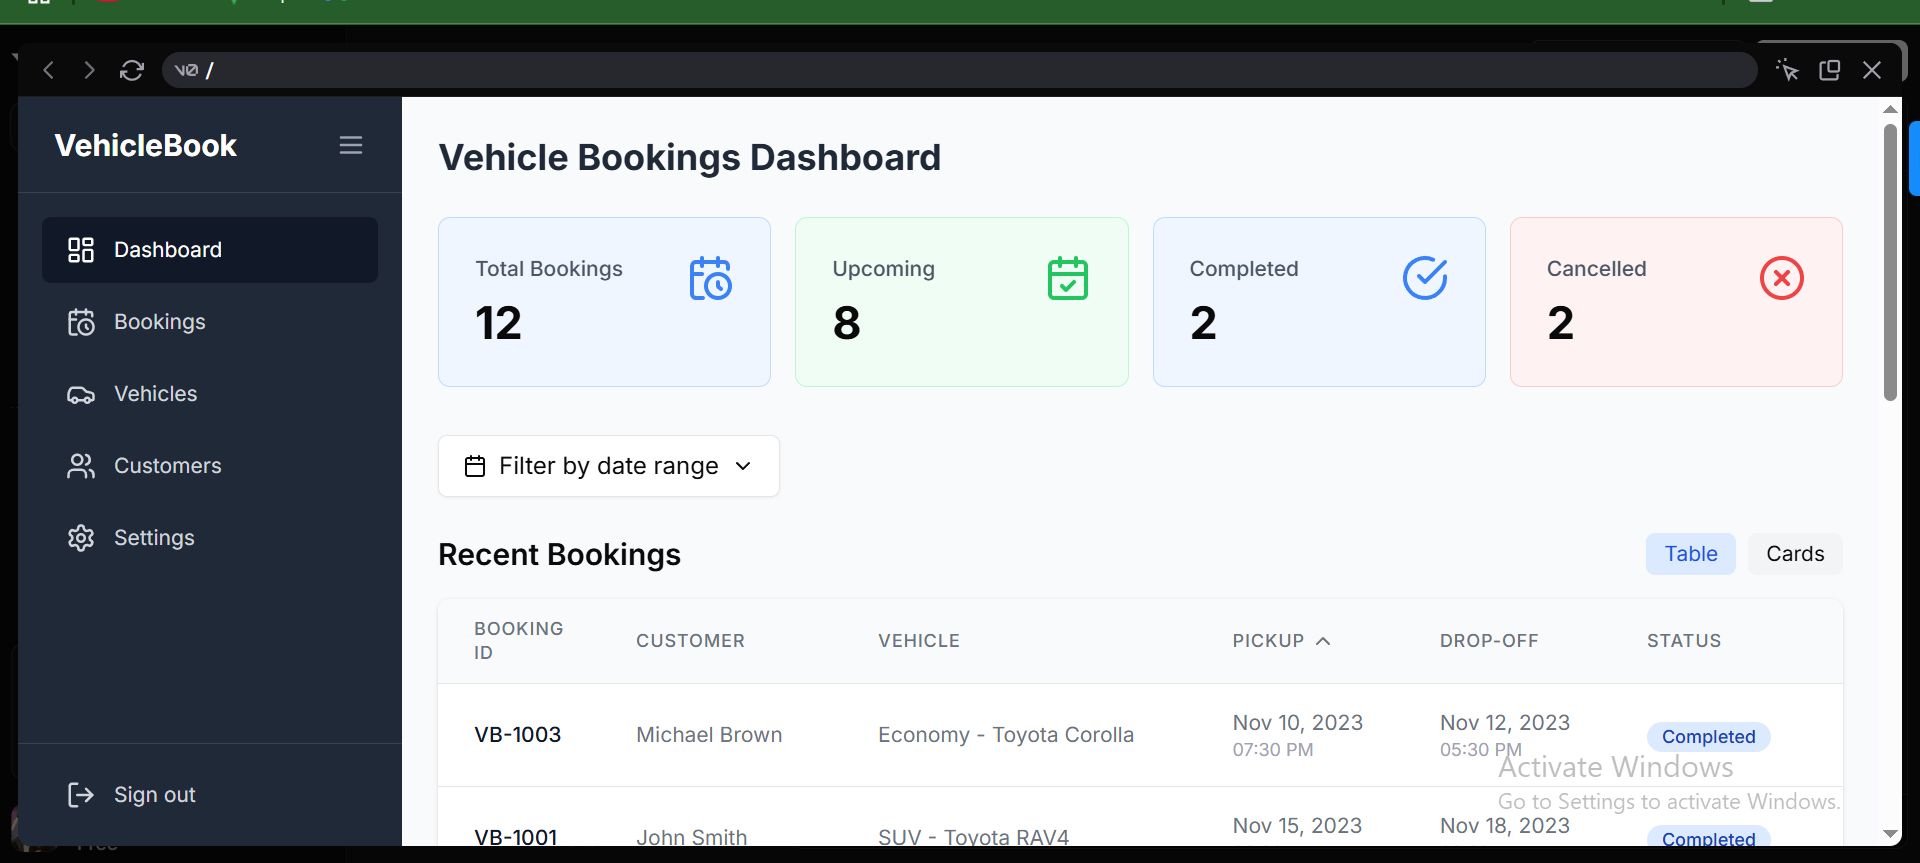 v0 /
VehicleBook
Dashboard
Bookings
Vehicles
Customers
Settings
Sign out
Vehicle Bookings Dashboard
Total Bookings
12
Upcoming
8
Completed
2
Cancelled
2
Filter by date range
Recent Bookings
Table Cards
BOOKING ID CUSTOMER VEHICLE PICKUP DROP-OFF STATUS
VB-1003 Michael Brown Economy - Toyota Corolla Nov 10, 2023 Nov 12, 2023 Completed
07:30 PM 05:30 PM
VB-1001 John Smith SUV - Toyota RAV4 Nov 15, 2023 Nov 18, 2023 Completed
Activate Windows
Go to Settings to activate Windows.
Free